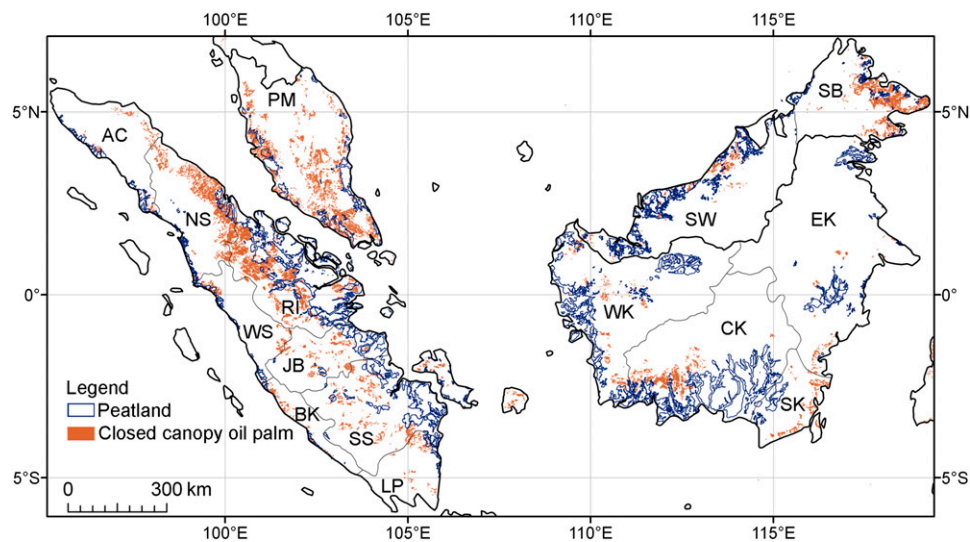 100°E 105°E 110°E 115°E
5°N 5°N
PM
SB
AC
NS
SW
EK
0° 0°
RI
WK
WS
CK
JB
Legend
Peatland
BK
SK
Closed canopy oil palm
SS
5°S 5°S
LP
0 300 km
100°E 105°E 110°E 115°E